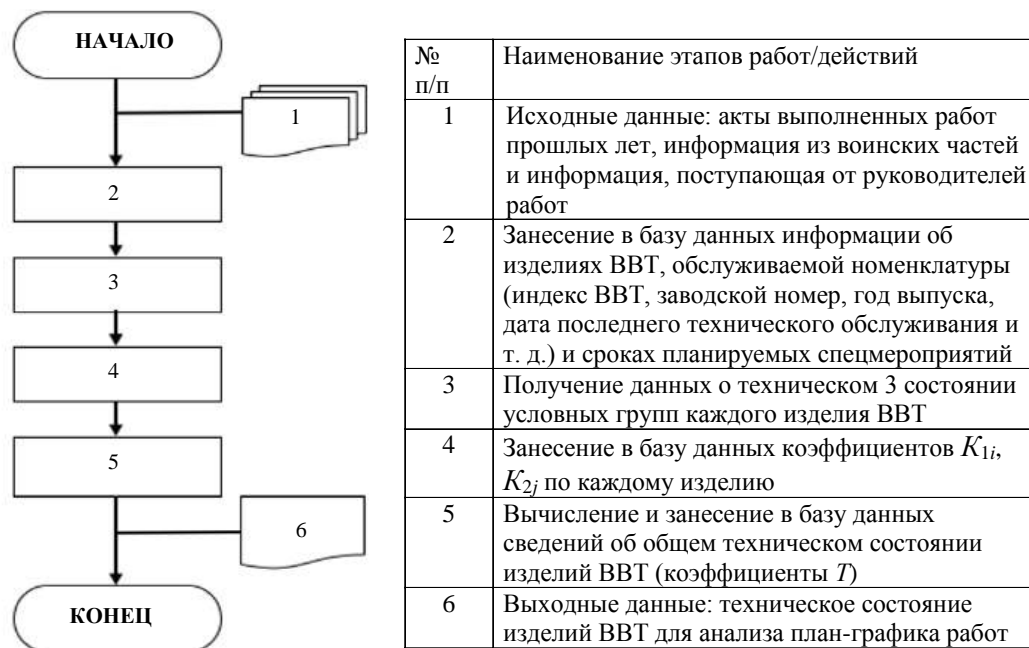 НАЧАЛО
1
2
3
4
5
6
КОНЕЦ
№
п/п
Наименование этапов работ/действий
1
Исходные данные: акты выполненных работ
прошлых лет, информация из воинских частей
и информация, поступающая от руководителей
работ
2
Занесение в базу данных информации об
изделиях ВВТ, обслуживаемой номенклатуры
(индекс ВВТ, заводской номер, год выпуска,
дата последнего технического обслуживания и
т. д.) и сроках планируемых спецмероприятий
3
Получение данных о техническом 3 состоянии
условных групп каждого изделия ВВТ
4
Занесение в базу данных коэффициентов K1i,
K2j по каждому изделию
5
Вычисление и занесение в базу данных
сведений об общем техническом состоянии
изделий ВВТ (коэффициенты T)
6
Выходные данные: техническое состояние
изделий ВВТ для анализа план-графика работ